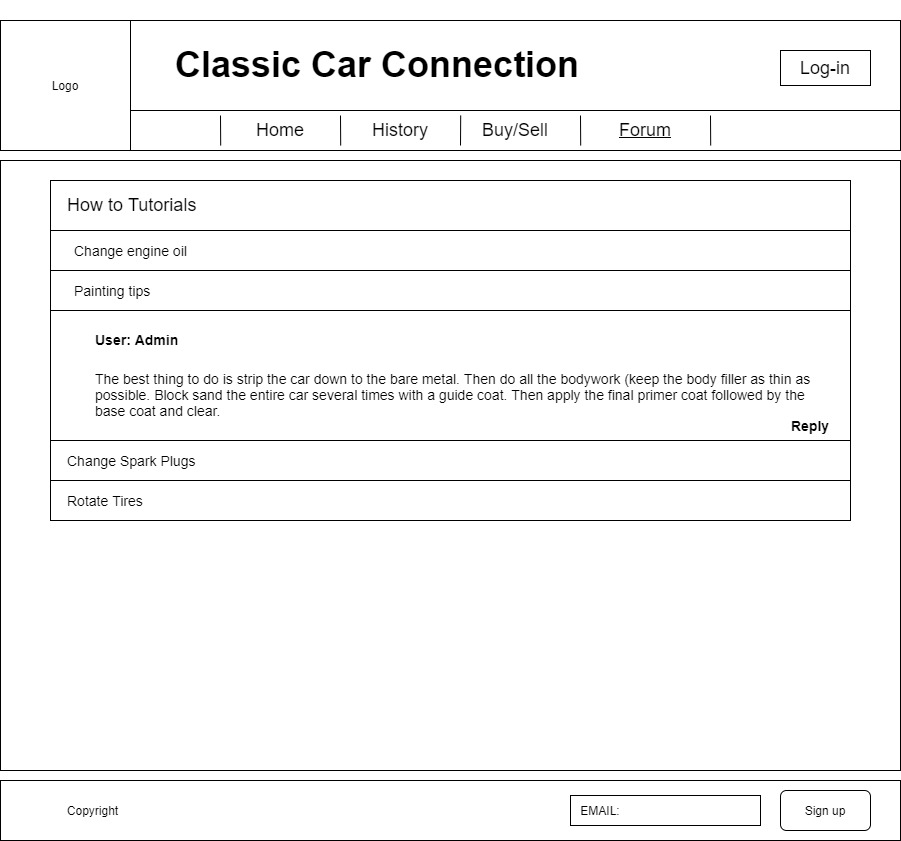 Classic Car Connection
Log-in
Logo
Home
History
Buy/Sell
Forum
How to Tutorials
Change engine oil
Painting tips
User: Admin
The best thing to do is strip the car down to the bare metal. Then do all the bodywork (keep the body filler as thin as
possible. Block sand the entire car several times with a guide coat. Then apply the final primer coat followed by the
base coat and clear.
Reply
Change Spark Plugs
Rotate Tires
Copyright
EMAIL:
Sign up